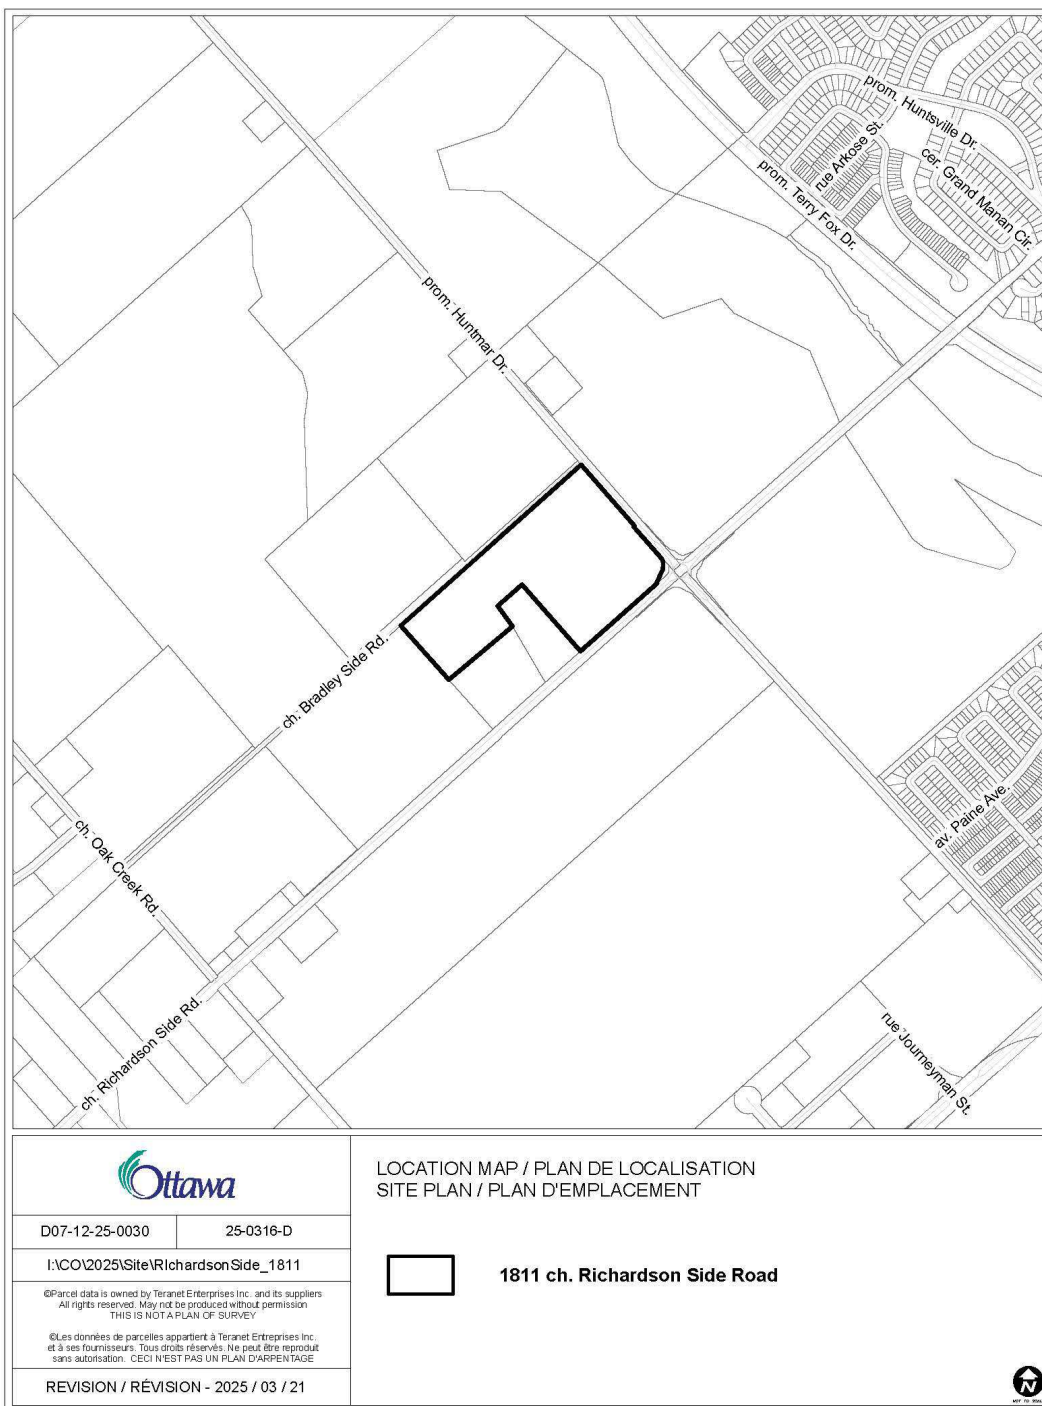 prom. Huntsville Dr.
rue Arkose St.
cer. Grand Manan Cir.
prom. Terry Fox Dr.
prom. Huntmar Dr.
ch. Bradley Side Rd.
av. Paine Ave.
ch. Oak Creek Rd.
ch. Richardson Side Rd.
rue Journeyman St.
Ottawa
D07-12-25-0030
25-0316-D
I:\CO\2025\Site\RIchardsonSide_1811
©Parcel data is owned by Teranet Enterprises Inc. and its suppliers
All rights reserved. May not be produced without permission
THIS IS NOT A PLAN OF SURVEY
©Les données de parcelles appartient à Teranet Entreprises Inc.
et à ses fournisseurs. Tous droits réservés. Ne peut être reproduit
sans autorisation. CECI N'EST PAS UN PLAN D'ARPENTAGE
REVISION / RÉVISION - 2025 / 03 / 21
LOCATION MAP / PLAN DE LOCALISATION
SITE PLAN / PLAN D'EMPLACEMENT
1811 ch. Richardson Side Road
N